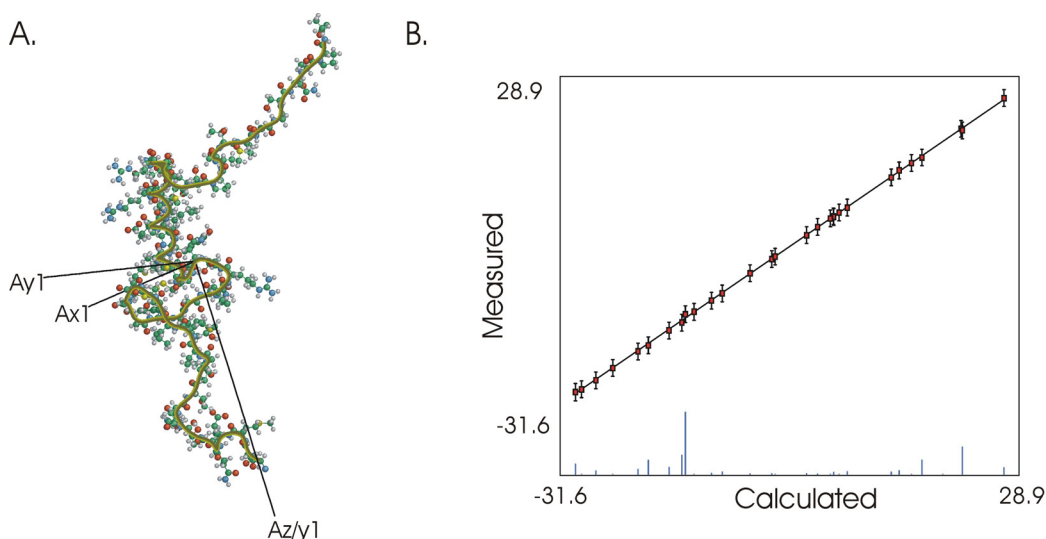 A.
B.
28.9
Measured
Ay1
Ax1
-31.6
-31.6
Calculated
28.9
Az/y1